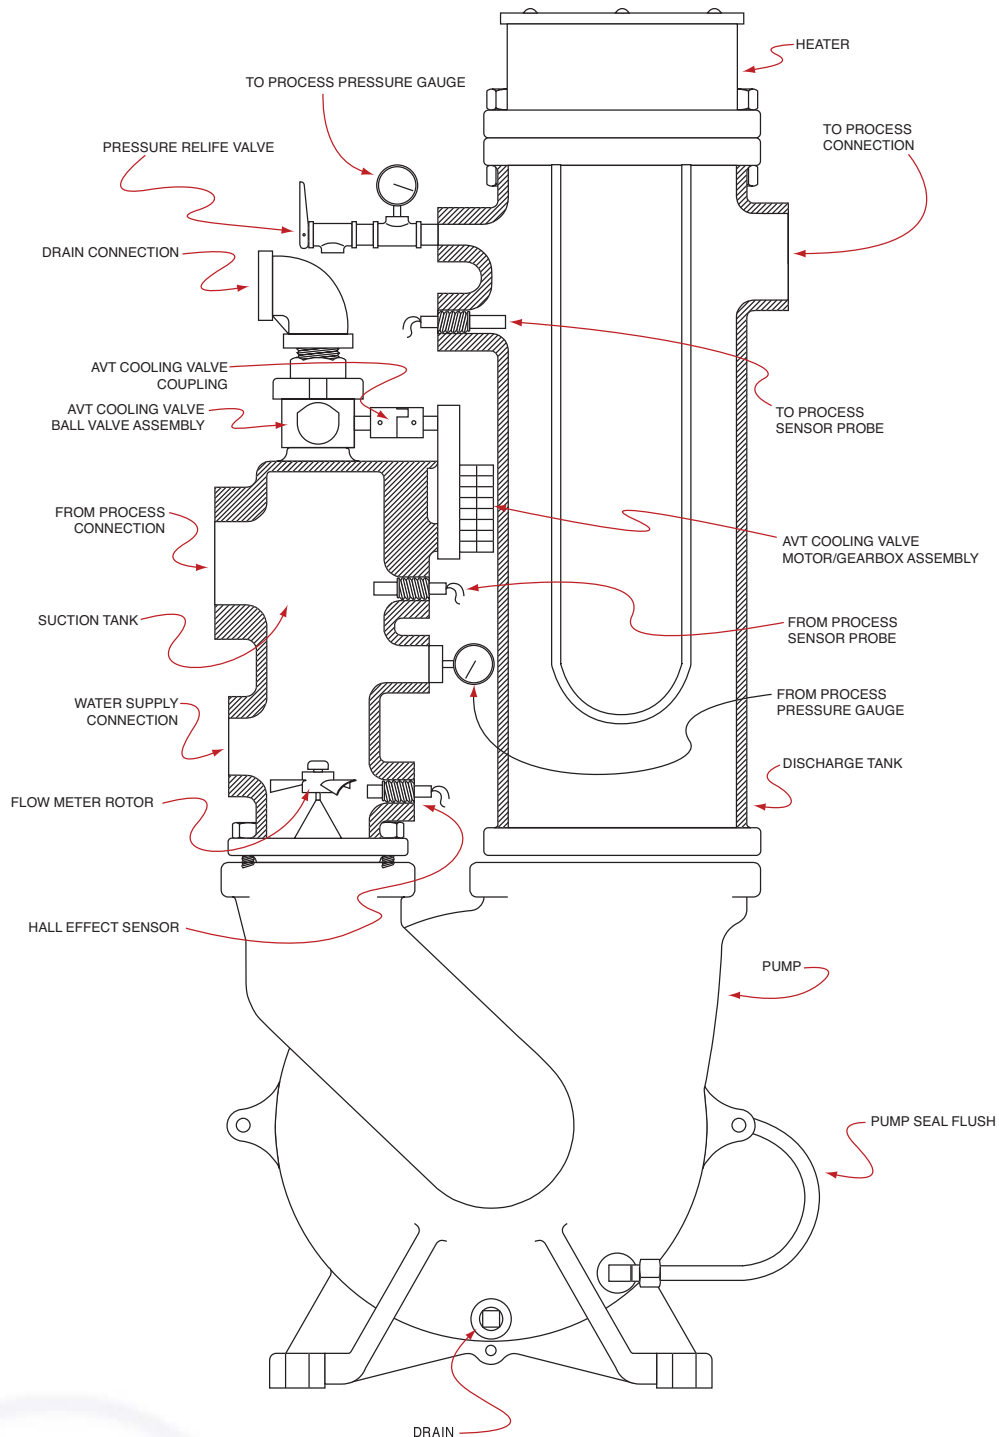 HEATER
TO PROCESS PRESSURE GAUGE
TO PROCESS
CONNECTION
PRESSURE RELIFE VALVE
DRAIN CONNECTION
AVT COOLING VALVE
COUPLING
AVT COOLING VALVE
BALL VALVE ASSEMBLY
TO PROCESS
SENSOR PROBE
FROM PROCESS
CONNECTION
AVT COOLING VALVE
MOTOR/GEARBOX ASSEMBLY
SUCTION TANK
FROM PROCESS
SENSOR PROBE
WATER SUPPLY
CONNECTION
FROM PROCESS
PRESSURE GAUGE
DISCHARGE TANK
FLOW METER ROTOR
HALL EFFECT SENSOR
PUMP
PUMP SEAL FLUSH
DRAIN